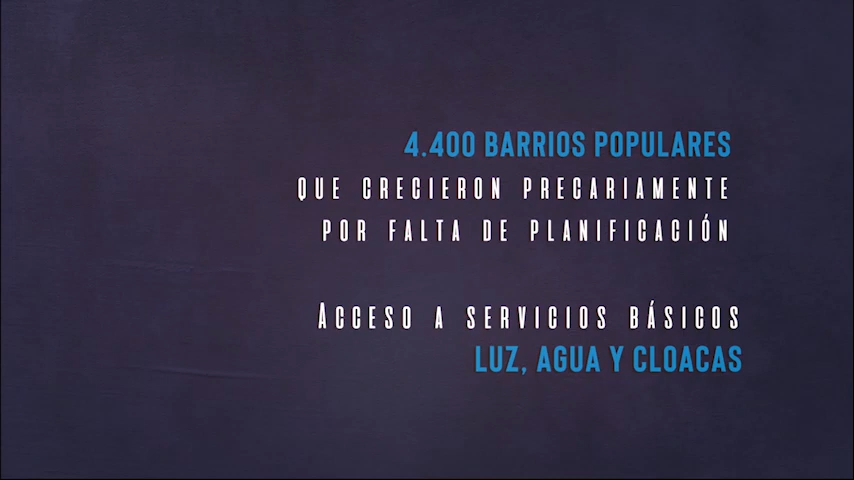 4.400 BARRIOS POPULARES
QUE CRECIERON PRECARIAMENTE
POR FALTA DE PLANIFICACIÓN
ACCESO A SERVICIOS BÁSICOS
LUZ, AGUA Y CLOACAS